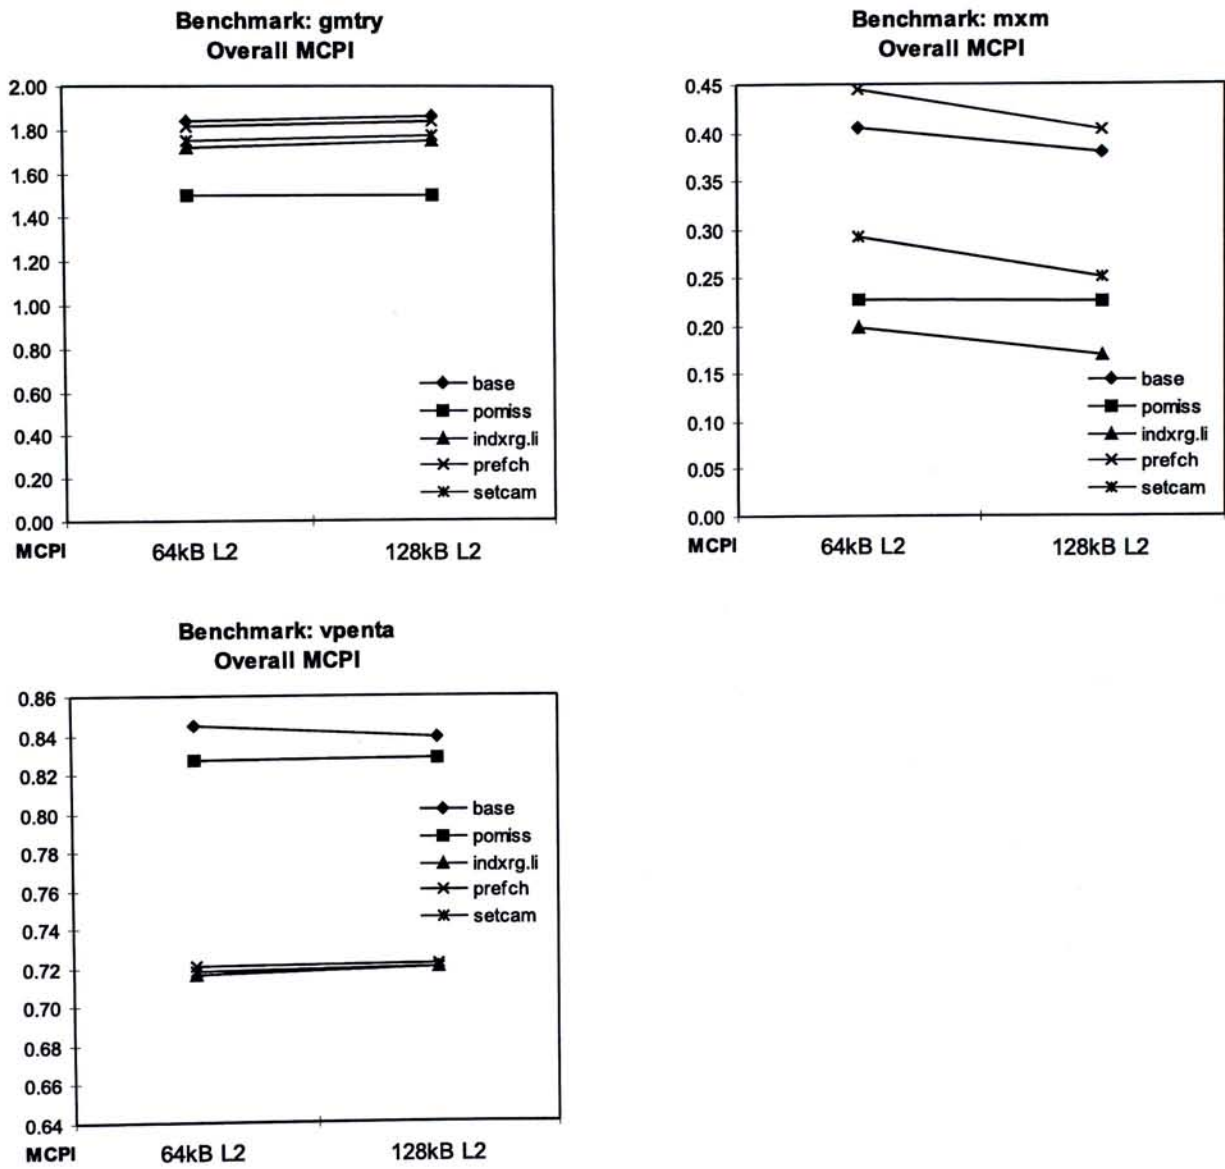 Benchmark: gmtry
Overall MCPI
2.00
1.80
1.60
1.40
1.20
1.00
0.80
0.60
0.40
0.20
0.00
base
pomiss
indxrg.li
prefch
setcam
MCPI 64kB L2 128kB L2
Benchmark: mxm
Overall MCPI
0.45
0.40
0.35
0.30
0.25
0.20
0.15
0.10
0.05
0.00
base
pomiss
indxrg.li
prefch
setcam
MCPI 64kB L2 128kB L2
Benchmark: vpenta
Overall MCPI
0.86
0.84
0.82
0.80
0.78
0.76
0.74
0.72
0.70
0.68
0.66
0.64
base
pomiss
indxrg.li
prefch
setcam
MCPI 64kB L2 128kB L2